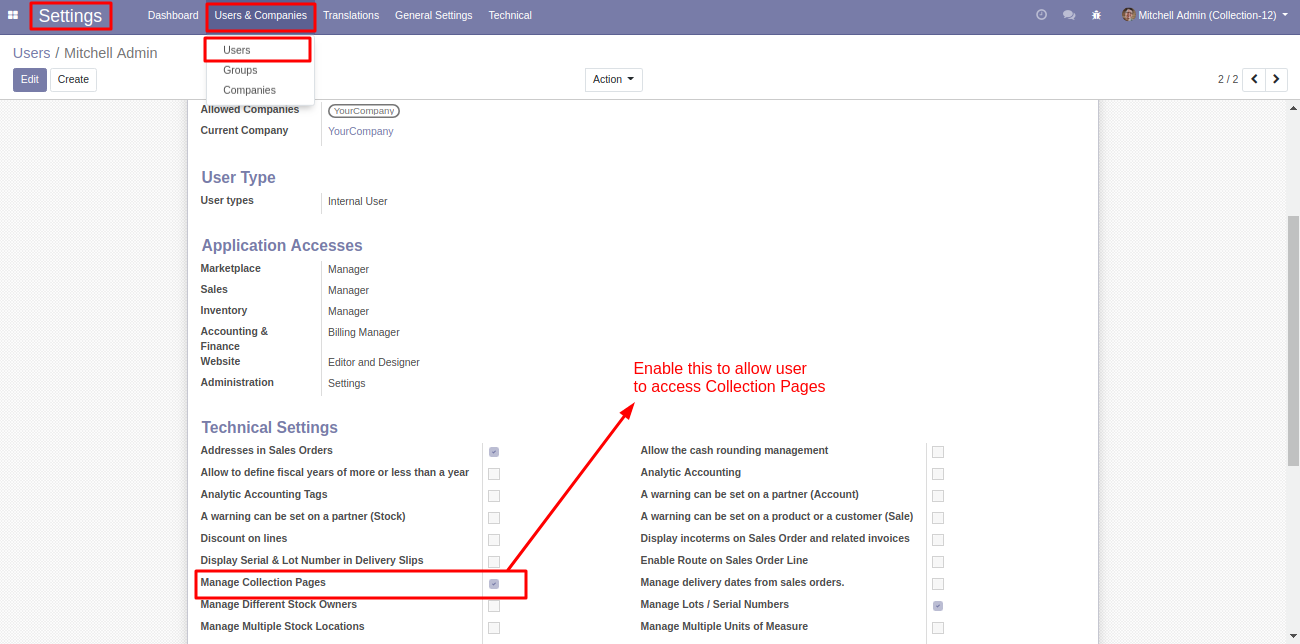 Settings Dashboard Users & Companies Translations General Settings Technical Mitchell Admin (Collection-12)
Users / Mitchell Admin
Users
Groups
Companies
Edit Create Action 2 / 2
Allowed Companies YourCompany
Current Company YourCompany
User Type
User types Internal User
Application Accesses
Marketplace Manager
Sales Manager
Inventory Manager
Accounting & Billing Manager
Finance
Website Editor and Designer
Administration Settings
Enable this to allow user
to access Collection Pages
Technical Settings
Addresses in Sales Orders Allow the cash rounding management
Allow to define fiscal years of more or less than a year Analytic Accounting
Analytic Accounting Tags A warning can be set on a partner (Account)
A warning can be set on a partner (Stock) A warning can be set on a product or a customer (Sale)
Discount on lines Display incoterms on Sales Order and related invoices
Display Serial & Lot Number in Delivery Slips Enable Route on Sales Order Line
Manage Collection Pages Manage delivery dates from sales orders.
Manage Different Stock Owners Manage Lots / Serial Numbers
Manage Multiple Stock Locations Manage Multiple Units of Measure